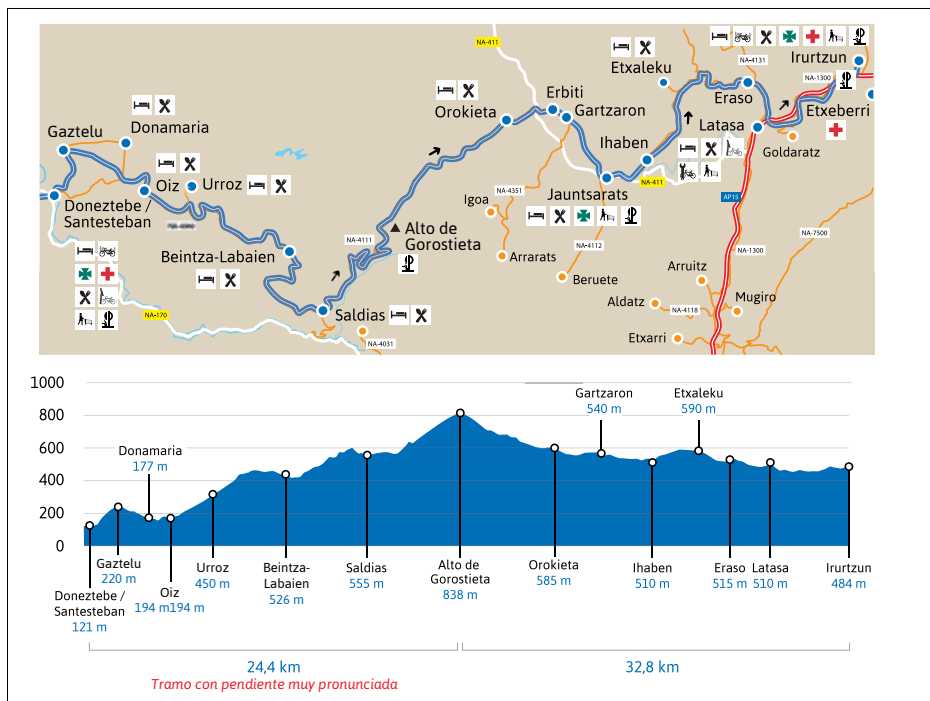 NA-411
NA-4131
Irurtzun
Etxaleku
NA-1300
Erbiti
Eraso
Etxeberri
Orokieta
Gartzaron
Donamaria
Gaztelu
Ihaben
Latasa
Goldaratz
Oiz
Urroz
NA-411
Jauntsarats
NA-4351
AP15
Doneztebe /
Santesteban
Igoa
Alto de
Gorostieta
NA-4111
NA-4112
NA-1300
NA-7500
Beintza-Labaien
Arrarats
Beruete
Arruitz
Aldatz
Mugiro
NA-4118
NA-170
Saldias
NA-4031
Etxarri
1000
800
600
400
200
0
Gartzaron
540 m
Etxaleku
590 m
Donamaria
177 m
Gaztelu
220 m
Urroz
450 m
Beintza-
Labaien
526 m
Saldias
555 m
Alto de
Gorostieta
838 m
Orokieta
585 m
Ihaben
510 m
Eraso
515 m
Latasa
510 m
Irurtzun
484 m
Doneztebe /
Santesteban
121 m
Oiz
194 m194 m
24,4 km
32,8 km
Tramo con pendiente muy pronunciada